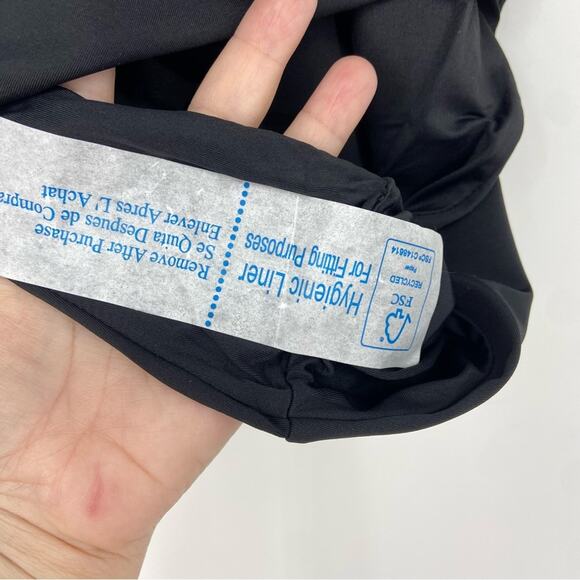 FSC
RECYCLED
Paper
FSC® C148814
Hygienic Liner
For Fitting Purposes
Remove After Purchase
Se Quita Despues de Compra
Enlever Apres L' Achat